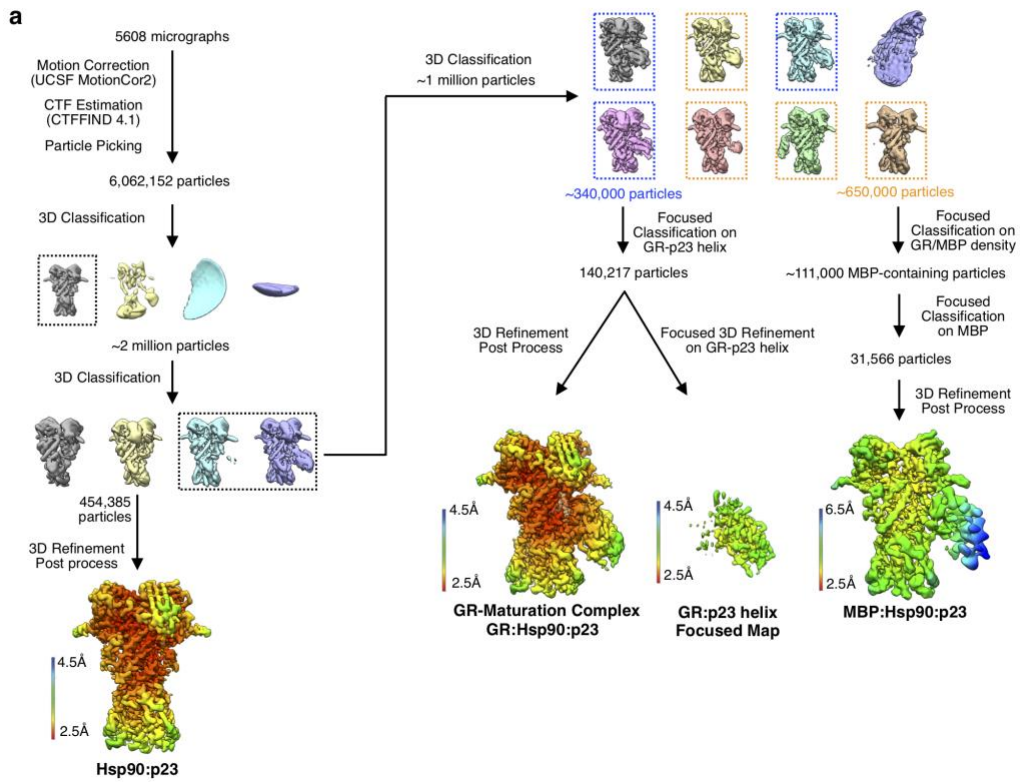 a
5608 micrographs
Motion Correction
(UCSF MotionCor2)
CTF Estimation
(CTFFIND 4.1)
Particle Picking
6,062,152 particles
3D Classification
~2 million particles
3D Classification
454,385
particles
3D Refinement
Post process
4.5Å
2.5Å
Hsp90:p23
3D Classification
~1 million particles
~340,000 particles
Focused
Classification on
GR-p23 helix
140,217 particles
3D Refinement
Post Process
Focused 3D Refinement
on GR-p23 helix
4.5Å
2.5Å
GR-Maturation Complex
GR:Hsp90:p23
4.5Å
2.5Å
GR:p23 helix
Focused Map
~650,000 particles
Focused
Classification on
GR/MBP density
~111,000 MBP-containing particles
Focused
Classification
on MBP
31,566 particles
3D Refinement
Post Process
6.5Å
2.5Å
MBP:Hsp90:p23